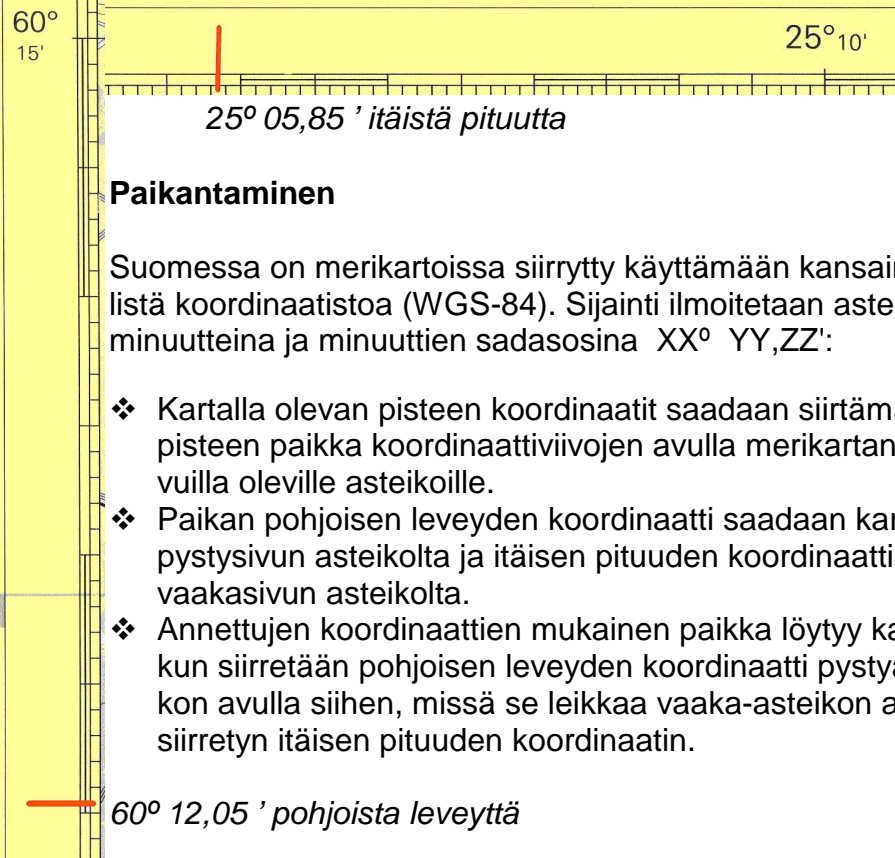 60°
15'
25°10'
25º 05,85 ’ itäistä pituutta
Paikantaminen
Suomessa on merikartoissa siirrytty käyttämään kansain
listä koordinaatistoa (WGS-84). Sijainti ilmoitetaan aste
minuutteina ja minuuttien sadasosina XXº YY,ZZ':
❖ Kartalla olevan pisteen koordinaatit saadaan siirtämä
pisteen paikka koordinaattiviivojen avulla merikartan
vuilla oleville asteikoille.
❖ Paikan pohjoisen leveyden koordinaatti saadaan kar
pystysivun asteikolta ja itäisen pituuden koordinaatti
vaakasivun asteikolta.
❖ Annettujen koordinaattien mukainen paikka löytyy ka
kun siirretään pohjoisen leveyden koordinaatti pystya
kon avulla siihen, missä se leikkaa vaaka-asteikon a
siirretyn itäisen pituuden koordinaatin.
60º 12,05 ’ pohjoista leveyttä